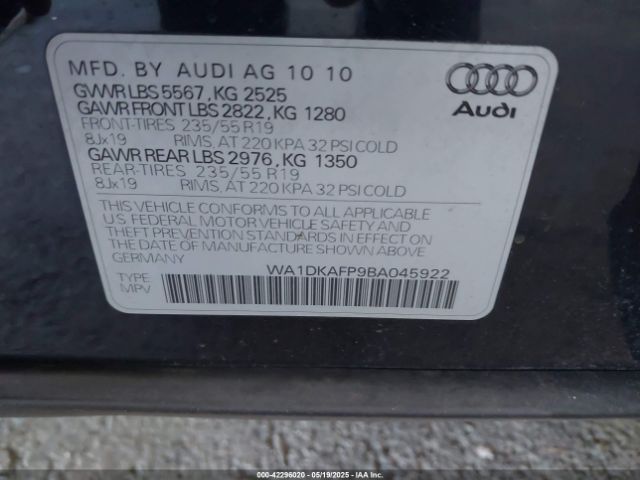 MFD. BY AUDI AG 10 10
GVWR LBS 5567, KG 2525
GAWR FRONT LBS 2822, KG 1280
FRONT-TIRES 235/55 R19
8Jx19 RIMS, AT 220 KPA 32 PSI COLD
GAWR REAR LBS 2976, KG 1350
REAR-TIRES 235/55 R19
8Jx19 RIMS, AT 220 KPA 32 PSI COLD
Audi
THIS VEHICLE CONFORMS TO ALL APPLICABLE
U.S. FEDERAL MOTOR VEHICLE SAFETY AND
THEFT PREVENTION STANDARDS IN EFFECT ON
THE DATE OF MANUFACTURE SHOWN ABOVE
GERMANY
WA1DKAFP9BA045922
TYPE:
MPV
000-42296020 | 05/19/2025 | IAA, Inc.